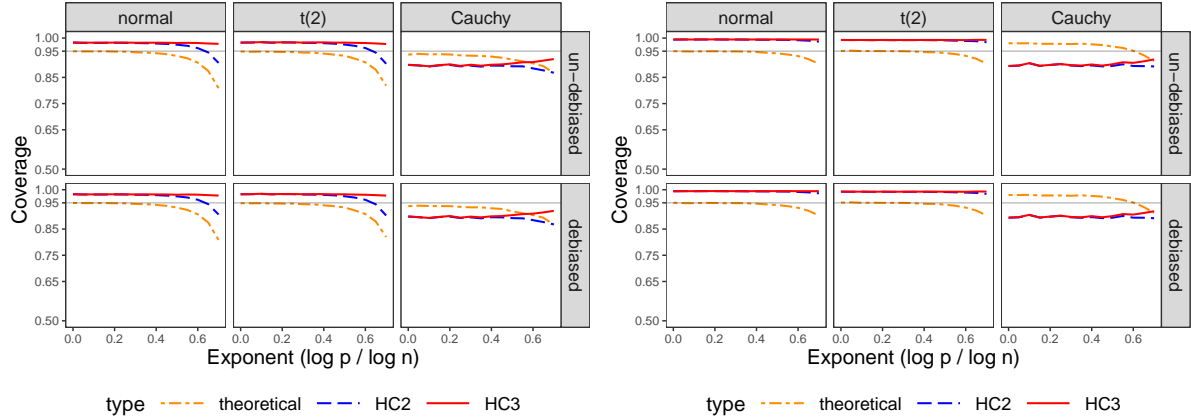 normal t(2) Cauchy
1.00
0.95
0.85
0.75
0.65
0.50
un-debiased
1.00
0.95
0.85
0.75
0.65
0.50
debiased
Coverage
0.0 0.2 0.4 0.6 0.0 0.2 0.4 0.6 0.0 0.2 0.4 0.6
Exponent (log p / log n)
type theoretical HC2 HC3
normal t(2) Cauchy
1.00
0.95
0.85
0.75
0.65
0.50
un-debiased
1.00
0.95
0.85
0.75
0.65
0.50
debiased
Coverage
0.0 0.2 0.4 0.6 0.0 0.2 0.4 0.6 0.0 0.2 0.4 0.6
Exponent (log p / log n)
type theoretical HC2 HC3